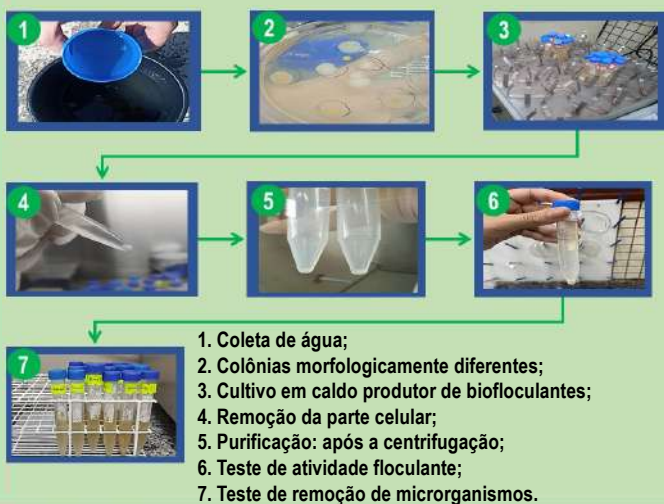 1
2
3
4
5
6
7
1. Coleta de água;
2. Colônias morfologicamente diferentes;
3. Cultivo em caldo produtor de biofloculantes;
4. Remoção da parte celular;
5. Purificação: após a centrifugação;
6. Teste de atividade floculante;
7. Teste de remoção de microrganismos.